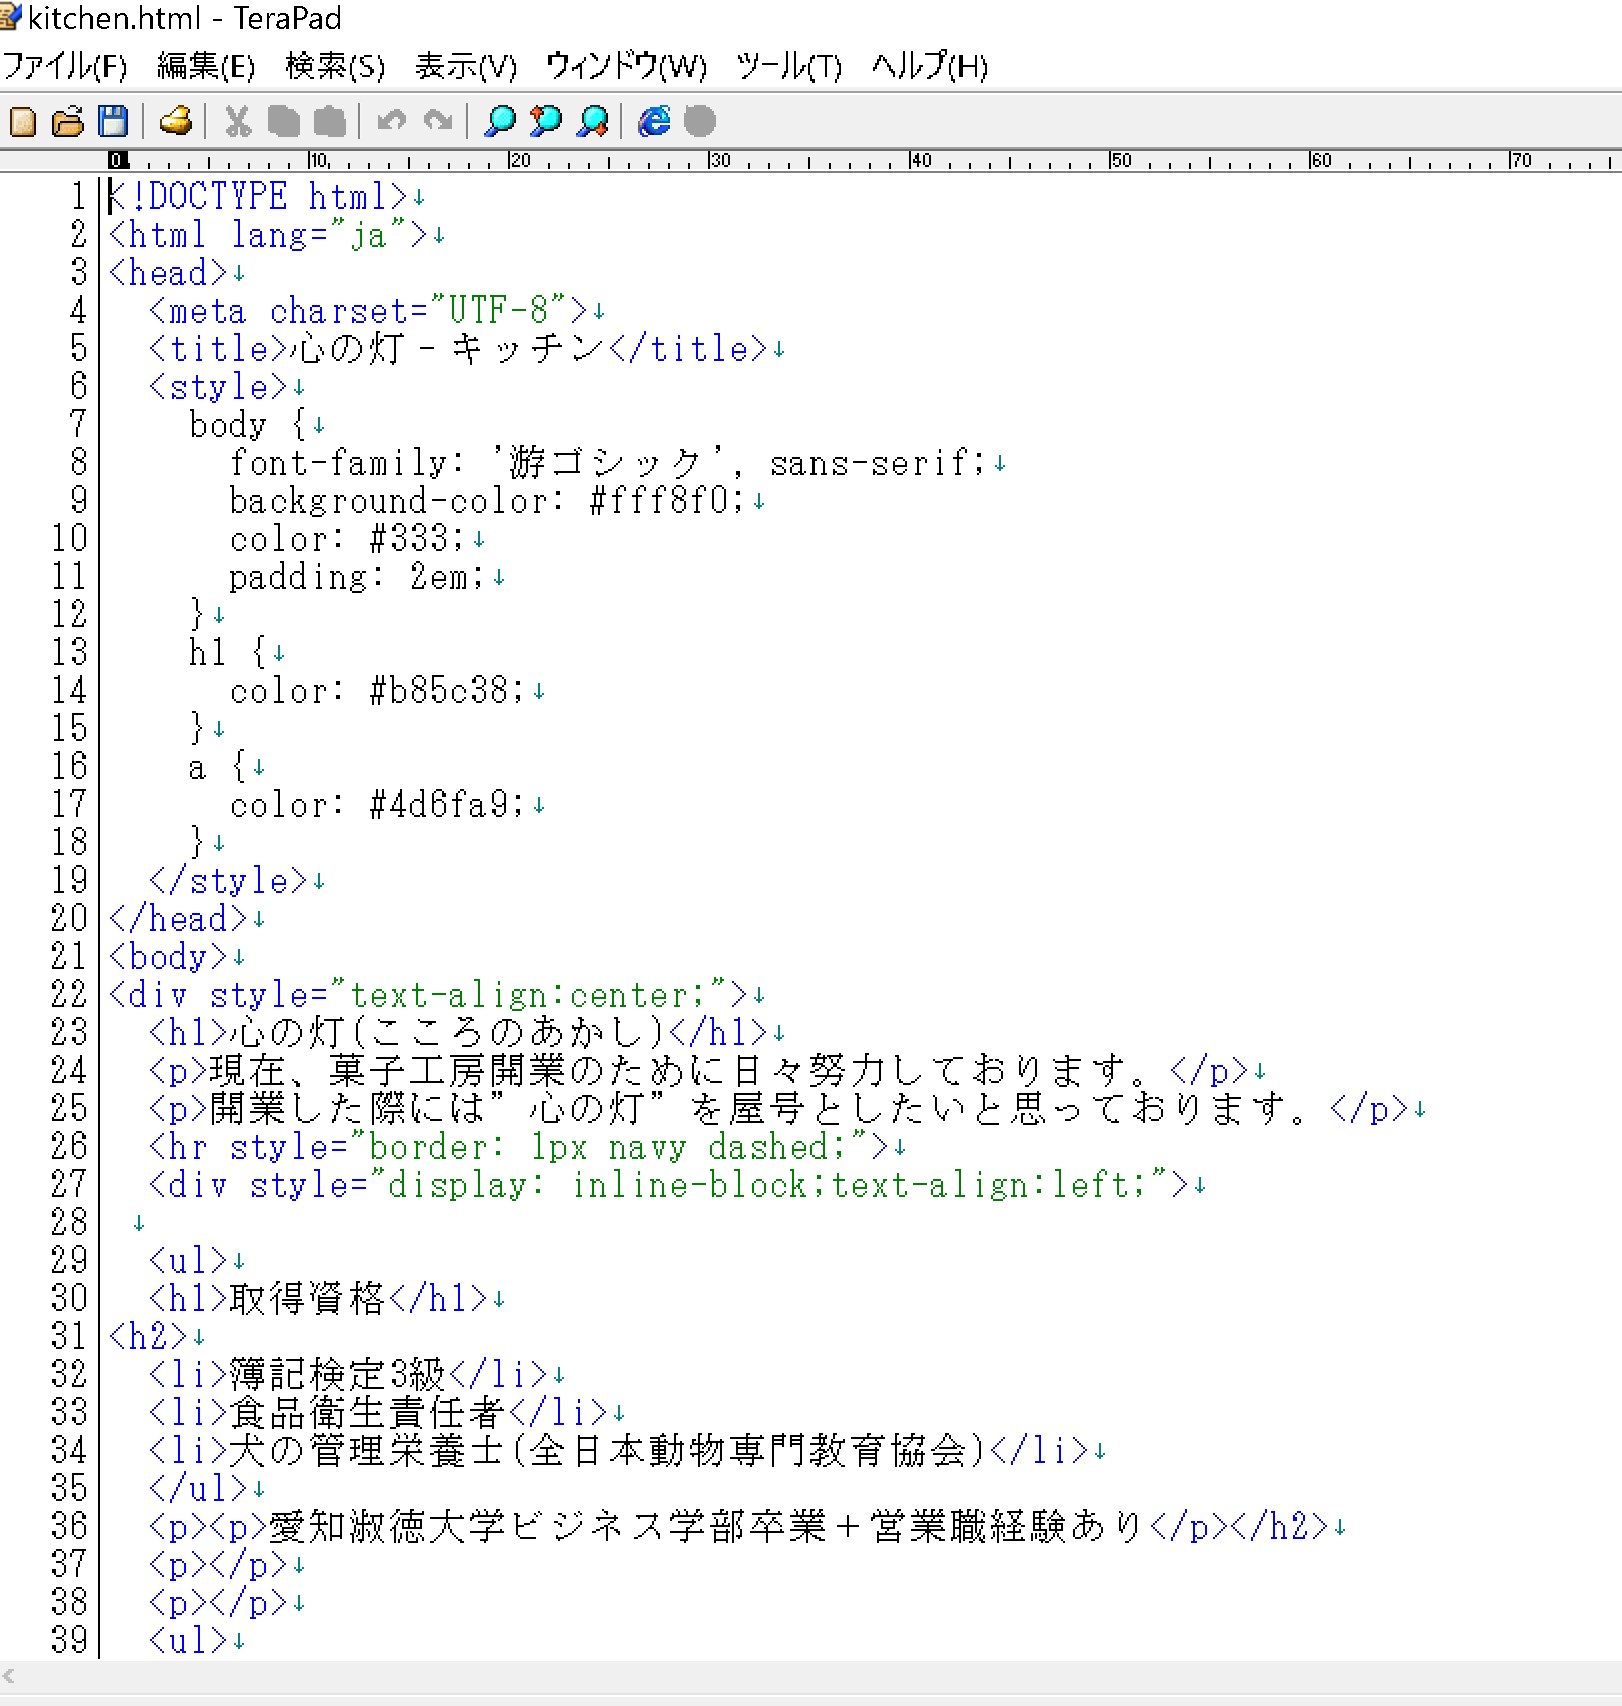 kitchen.html - TeraPad
ファイル(F) 編集(E) 検索(S) 表示(V) ウィンドウ(W) ツール(T) ヘルプ(H)
0 10 20 30 40 50 60 70
1 <!DOCTYPE html>↓
2 <html lang="ja">↓
3 <head>↓
4   <meta charset="UTF-8">↓
5   <title>心の灯 - キッチン</title>↓
6   <style>↓
7     body {↓
8       font-family: '游ゴシック', sans-serif;↓
9       background-color: #fff8f0;↓
10       color: #333;↓
11       padding: 2em;↓
12     }↓
13     h1 {↓
14       color: #b85c38;↓
15     }↓
16     a {↓
17       color: #4d6fa9;↓
18     }↓
19   </style>↓
20 </head>↓
21 <body>↓
22 <div style="text-align:center;">↓
23   <h1>心の灯(こころのあかし)</h1>↓
24   <p>現在、菓子工房開業のために日々努力しております。</p>↓
25   <p>開業した際には”心の灯”を屋号としたいと思っております。</p>↓
26   <hr style="border: 1px navy dashed;">↓
27   <div style="display: inline-block;text-align:left;">↓
28  ↓
29   <ul>↓
30   <h1>取得資格</h1>↓
31 <h2>↓
32   <li>簿記検定3級</li>↓
33   <li>食品衛生責任者</li>↓
34   <li>犬の管理栄養士(全日本動物専門教育協会)</li>↓
35   </ul>↓
36   <p><p>愛知淑徳大学ビジネス学部卒業＋営業職経験あり</p></h2>↓
37   <p></p>↓
38   <p></p>↓
39   <ul>↓